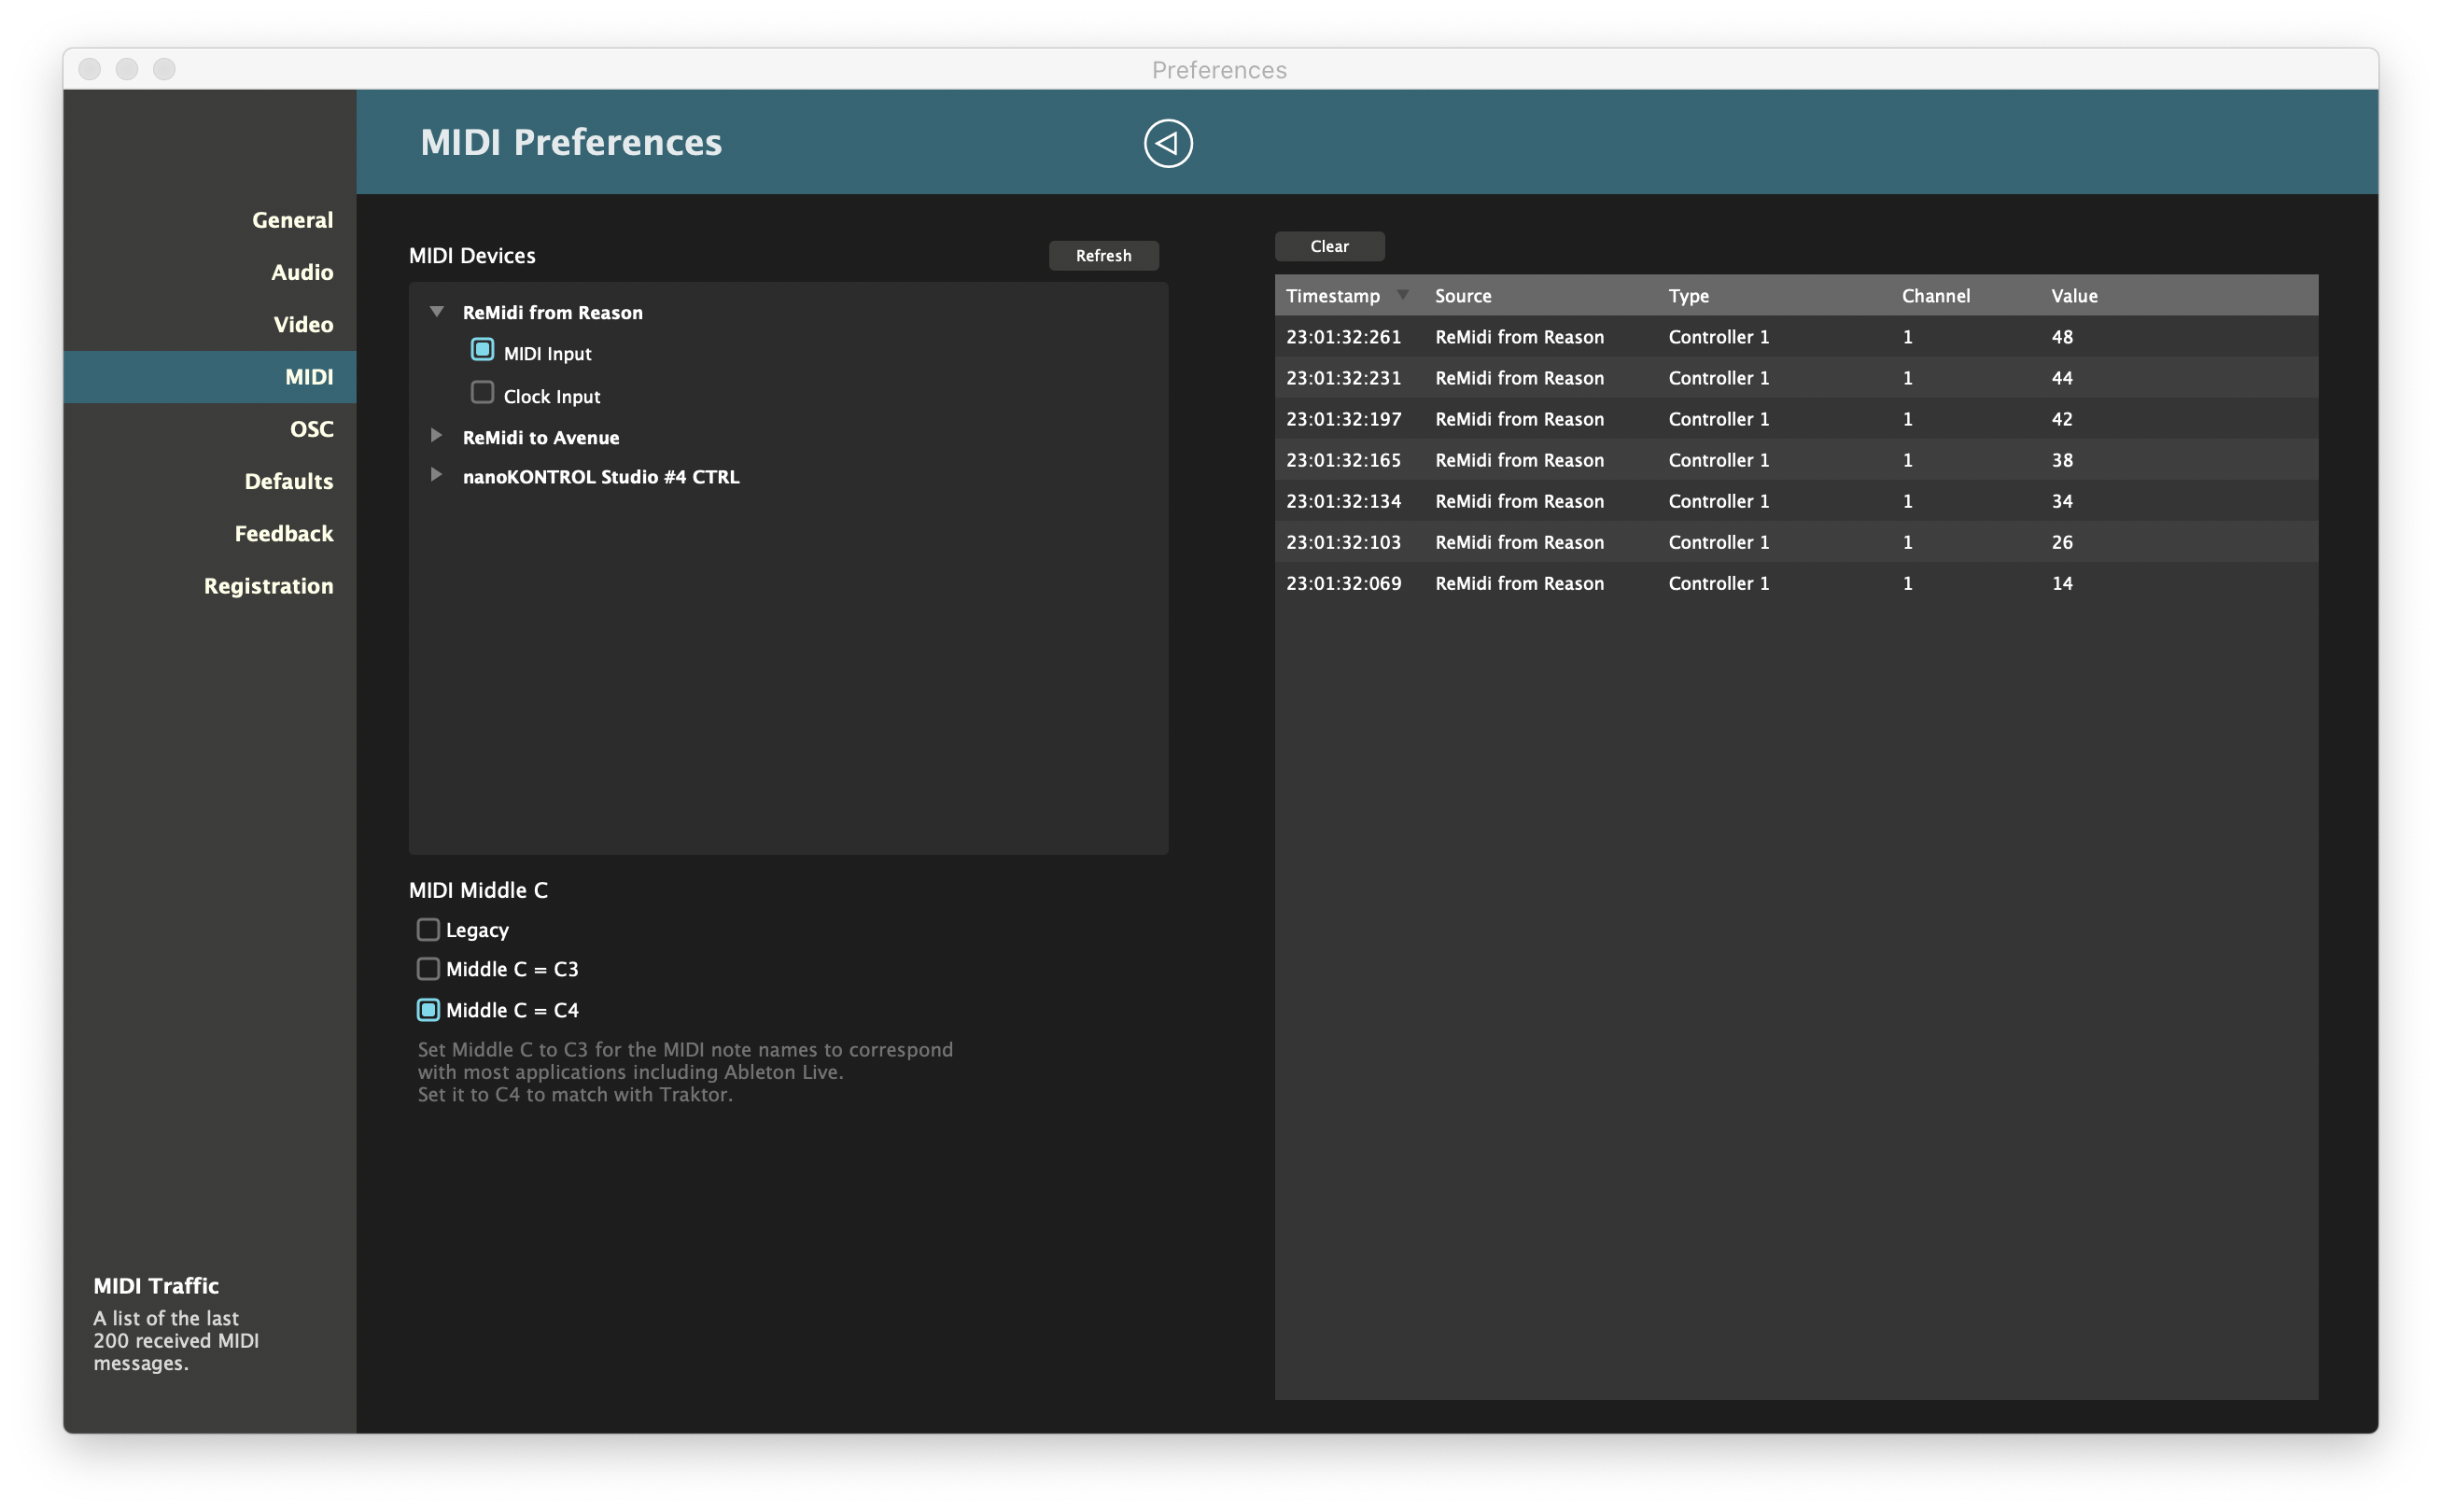 Preferences
MIDI Preferences
General
Audio
Video
MIDI
OSC
Defaults
Feedback
Registration
MIDI Devices
Refresh
ReMidi from Reason
MIDI Input
Clock Input
ReMidi to Avenue
nanoKONTROL Studio #4 CTRL
MIDI Middle C
Legacy
Middle C = C3
Middle C = C4
Set Middle C to C3 for the MIDI note names to correspond
with most applications including Ableton Live.
Set it to C4 to match with Traktor.
Clear
Timestamp Source Type Channel Value
23:01:32:261 ReMidi from Reason Controller 1 1 48
23:01:32:231 ReMidi from Reason Controller 1 1 44
23:01:32:197 ReMidi from Reason Controller 1 1 42
23:01:32:165 ReMidi from Reason Controller 1 1 38
23:01:32:134 ReMidi from Reason Controller 1 1 34
23:01:32:103 ReMidi from Reason Controller 1 1 26
23:01:32:069 ReMidi from Reason Controller 1 1 14
MIDI Traffic
A list of the last
200 received MIDI
messages.